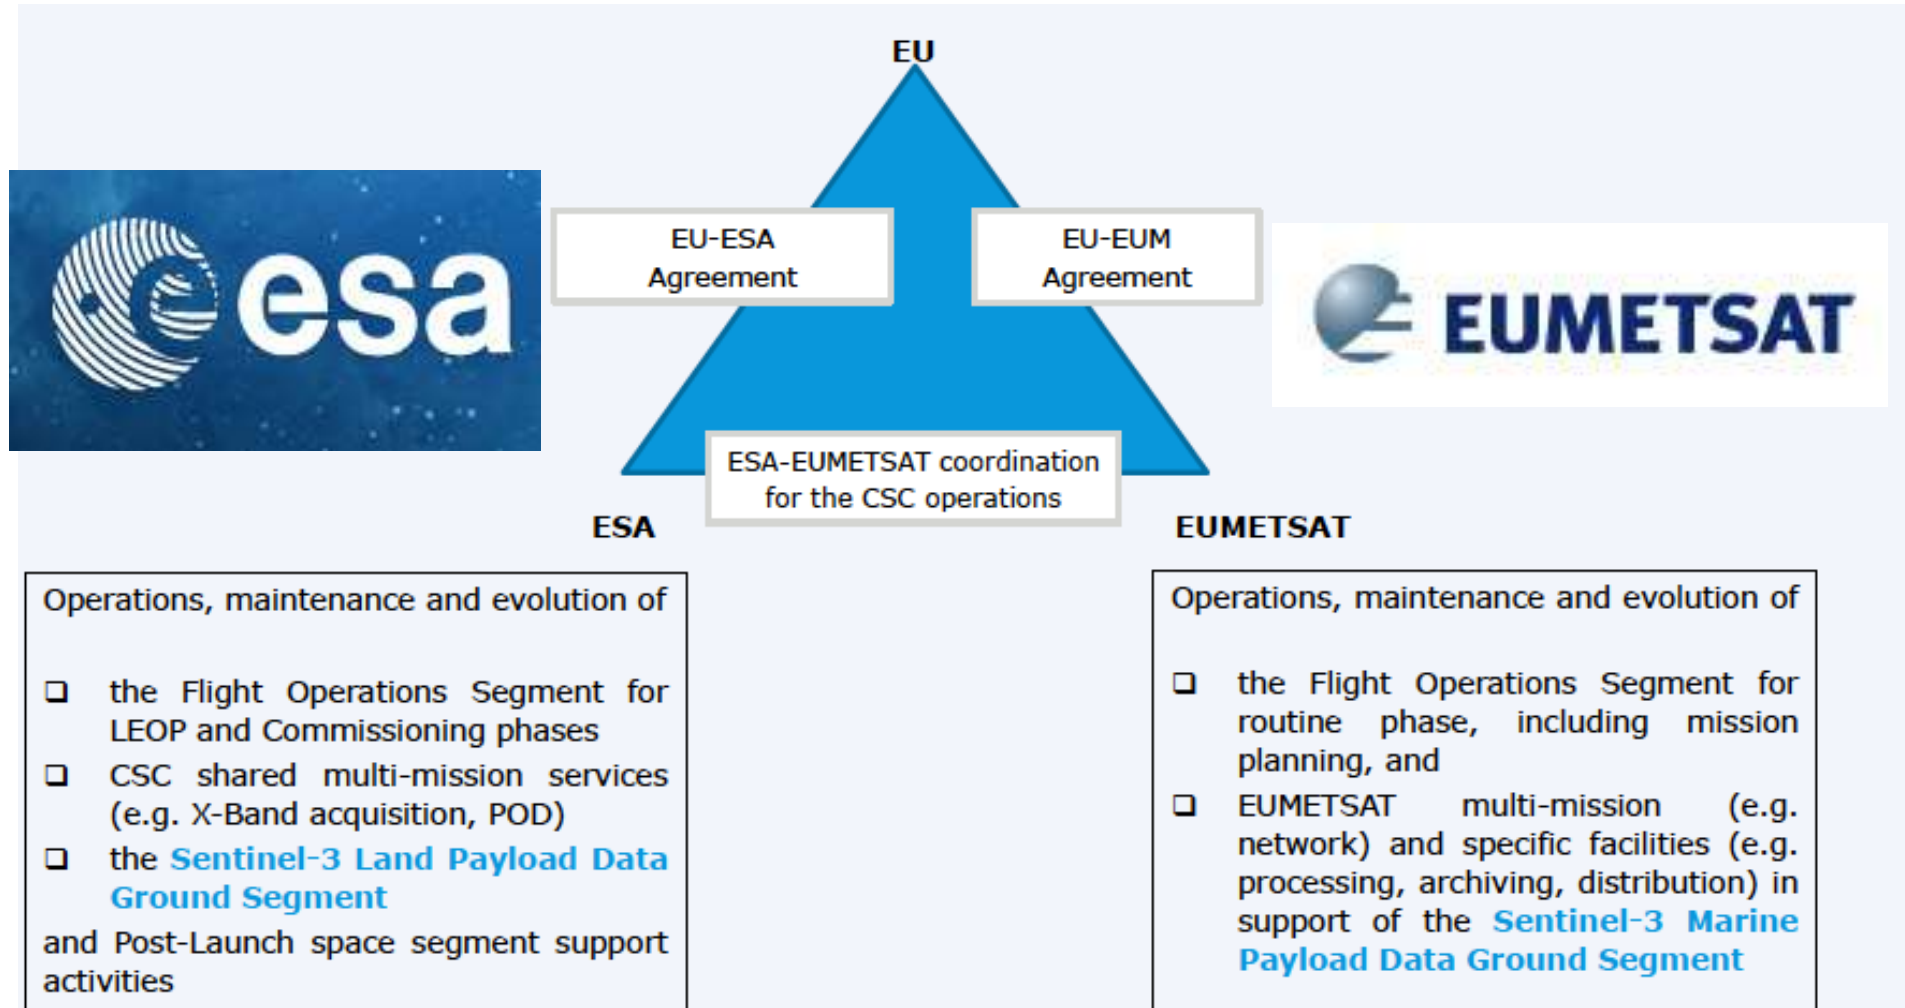 EU
esa
EU-ESA
Agreement
EU-EUM
Agreement
EUMETSAT
ESA-EUMETSAT coordination
for the CSC operations
ESA
EUMETSAT
Operations, maintenance and evolution of
the Flight Operations Segment for
LEOP and Commissioning phases
CSC shared multi-mission services
(e.g. X-Band acquisition, POD)
the Sentinel-3 Land Payload Data
Ground Segment
and Post-Launch space segment support
activities
Operations, maintenance and evolution of
the Flight Operations Segment for
routine phase, including mission
planning, and
EUMETSAT multi-mission (e.g.
network) and specific facilities (e.g.
processing, archiving, distribution) in
support of the Sentinel-3 Marine
Payload Data Ground Segment